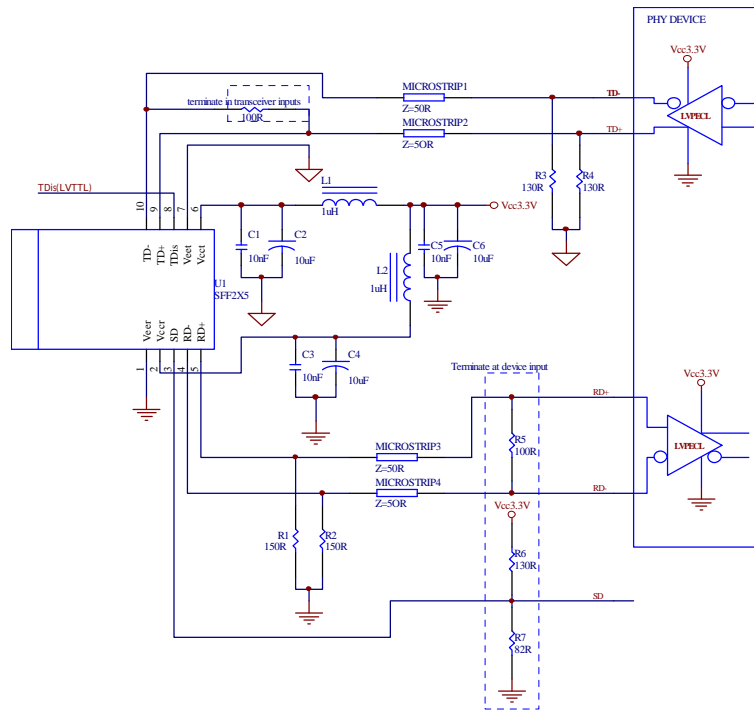 PHY DEVICE
Vcc3.3V
MICROSTRIP1
TD-
terminate in transceiver inputs
Z=50R
100R
LVPECL
MICROSTRIP2
TD+
Z=5OR
R3
130R
R4
130R
L1
TDis(LVTTL)
1uH
Vcc3.3V
10
9
8
7
6
C1
10nF
C2
10uF
C5
10nF
C6
10uF
TD-
TD+
TDis
Veet
Vcct
L2
1uH
U1
SFF2X5
Veer
Vccr
SD
RD-
RD+
C3
10nF
C4
10uF
1
2
3
4
5
Terminate at device input
Vcc3.3V
RD+
MICROSTRIP3
R5
100R
LVPECL
Z=50R
MICROSTRIP4
RD-
Z=5OR
Vcc3.3V
R1
150R
R2
150R
R6
130R
SD
R7
82R